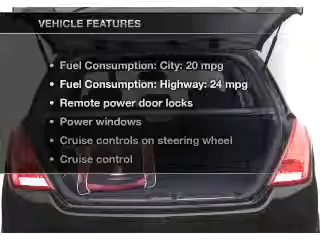 VEHICLE FEATURES
• Fuel Consumption: City: 20 mpg
• Fuel Consumption: Highway: 24 mpg
• Remote power door locks
• Power windows
• Cruise controls on steering wheel
• Cruise control